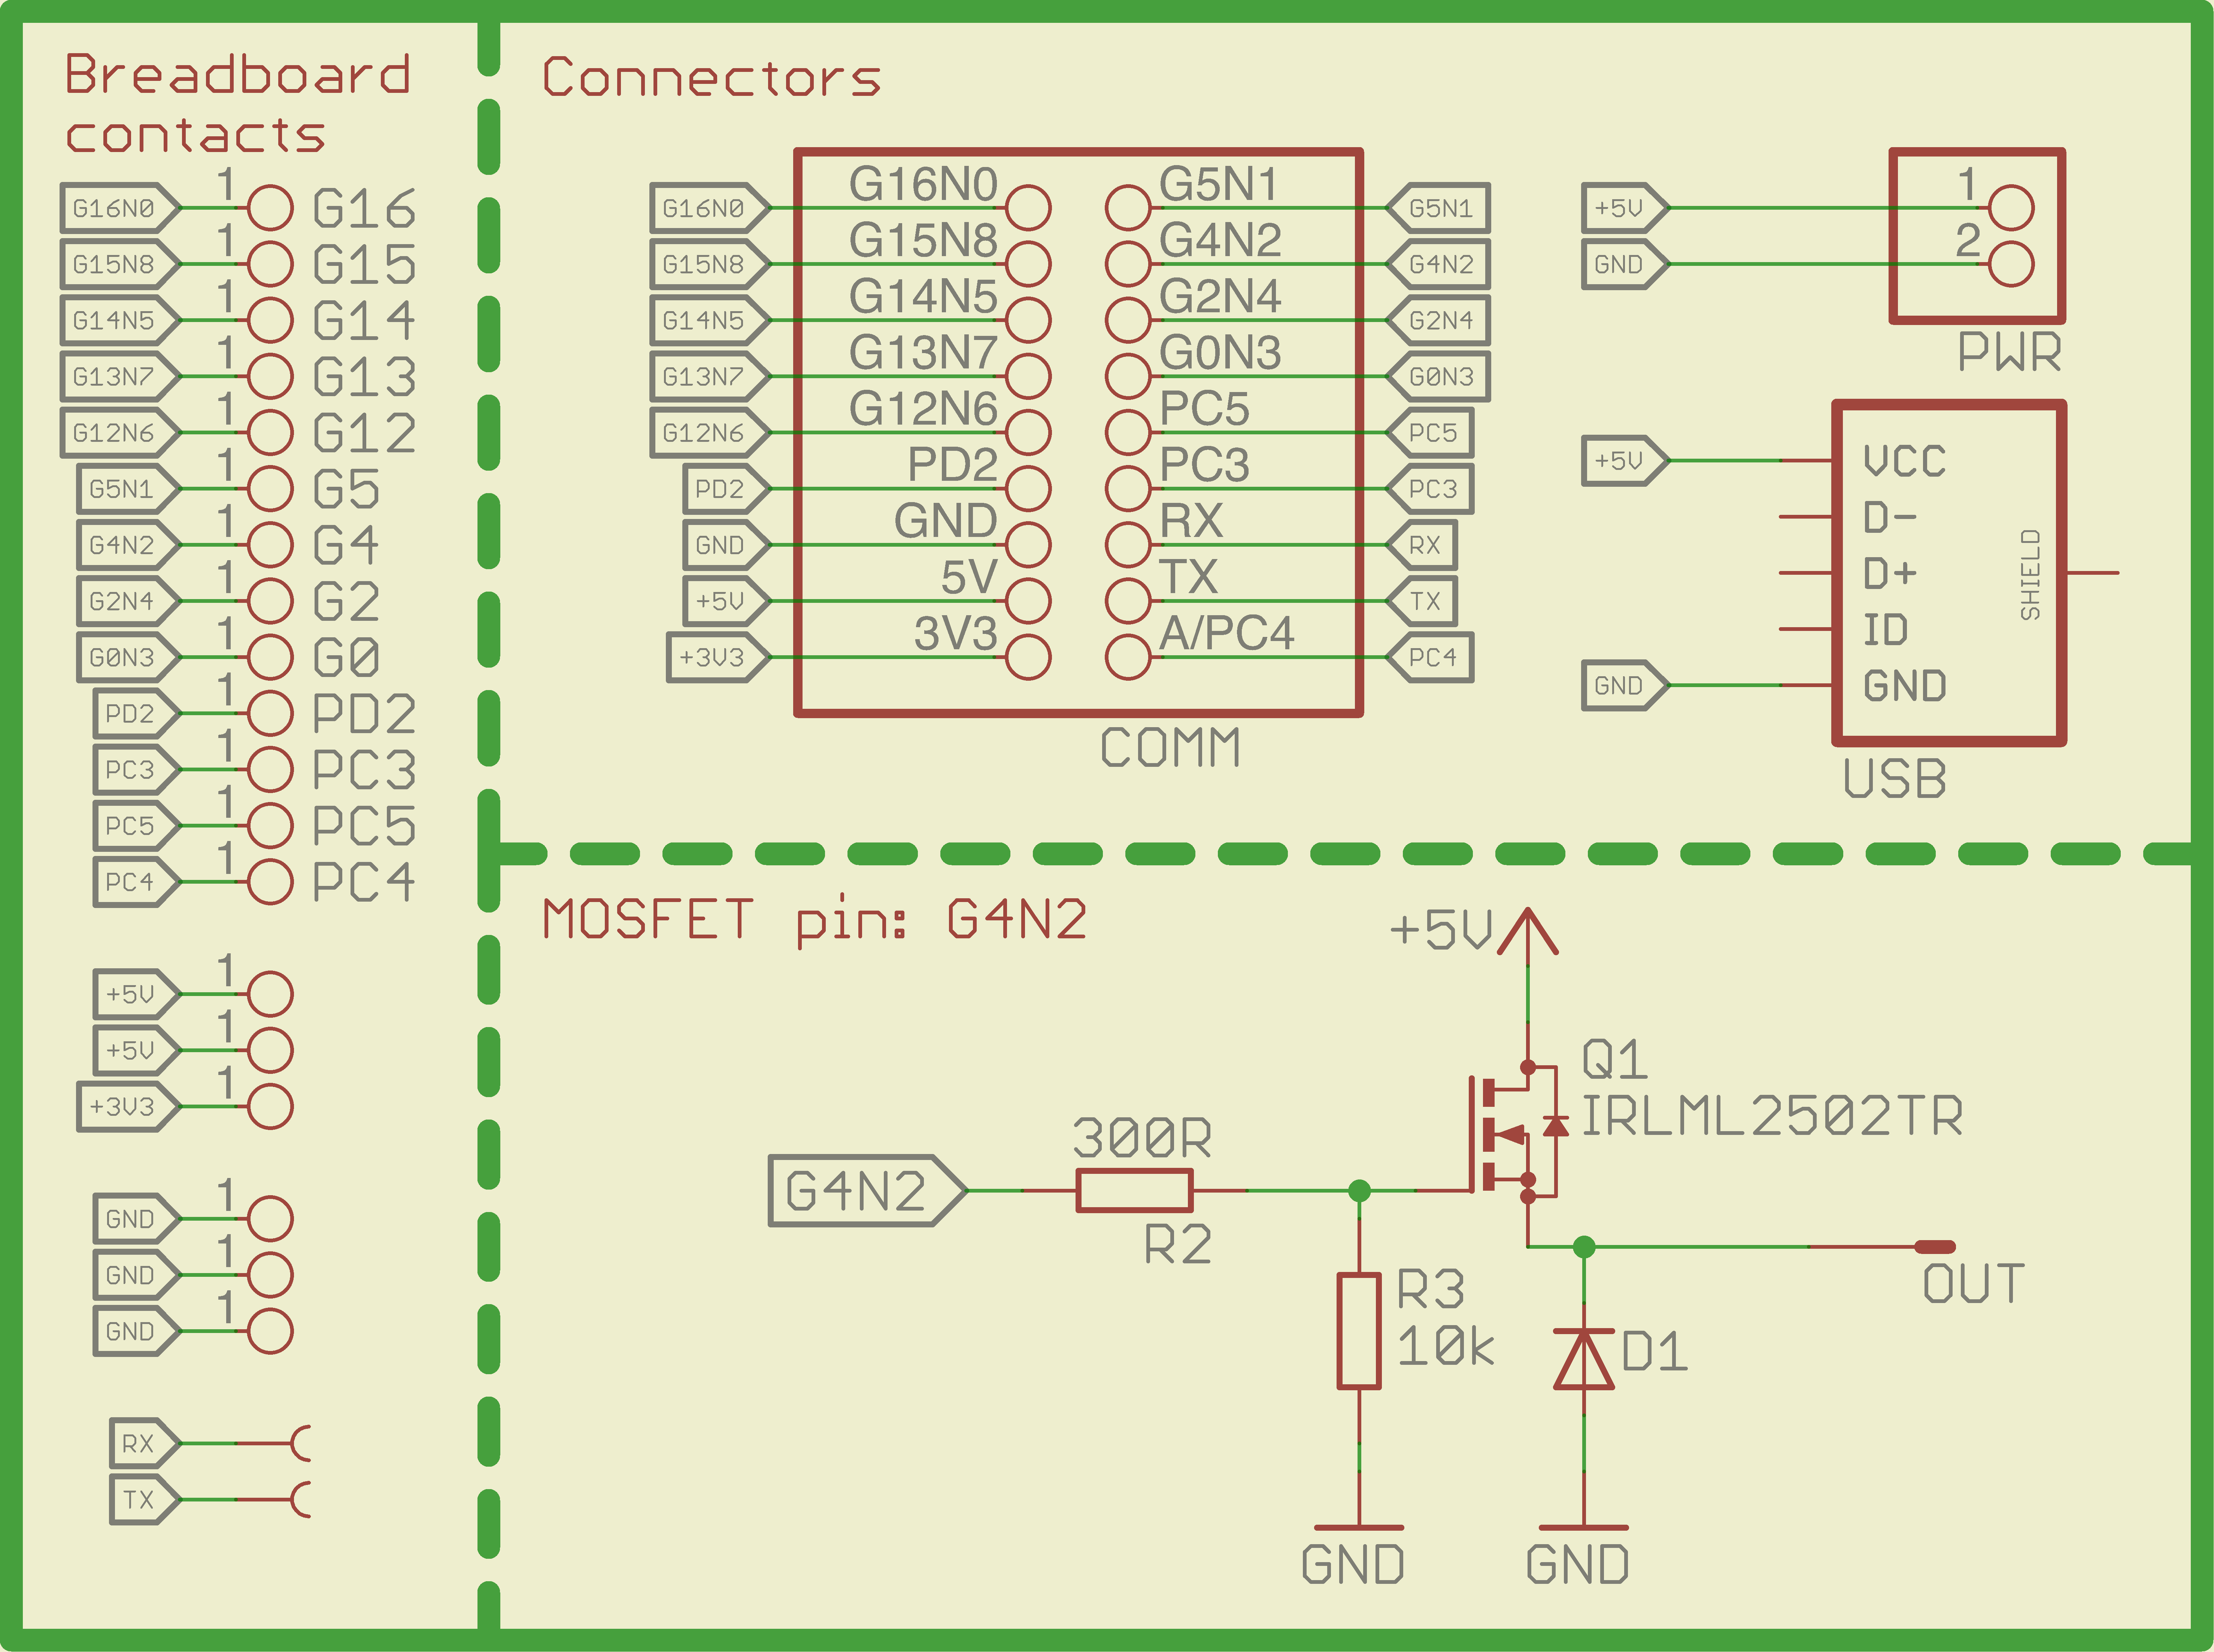 Breadboard
contacts
G16N0 1 G16
G15N8 1 G15
G14N5 1 G14
G13N7 1 G13
G12N6 1 G12
G5N1 1 G5
G4N2 1 G4
G2N4 1 G2
G0N3 1 G0
PD2 1 PD2
PC3 1 PC3
PC5 1 PC5
PC4 1 PC4
+5V 1
+5V 1
+3V3 1
GND 1
GND 1
GND 1
RX
TX
Connectors
G16N0 G16N0 G5N1 G5N1
G15N8 G15N8 G4N2 G4N2
G14N5 G14N5 G2N4 G2N4
G13N7 G13N7 G0N3 G0N3
G12N6 G12N6 PC5 PC5
PD2 PD2 PC3 PC3
GND GND RX RX
+5V 5V TX TX
+3V3 3V3 A/PC4 PC4
COMM
+5V 1
GND 2
PWR
+5V VCC
D-
D+
ID
GND GND
SHIELD
USB
MOSFET pin: G4N2
+5V
Q1
IRLML2502TR
300R
G4N2
R2
R3
10k
D1
OUT
GND
GND